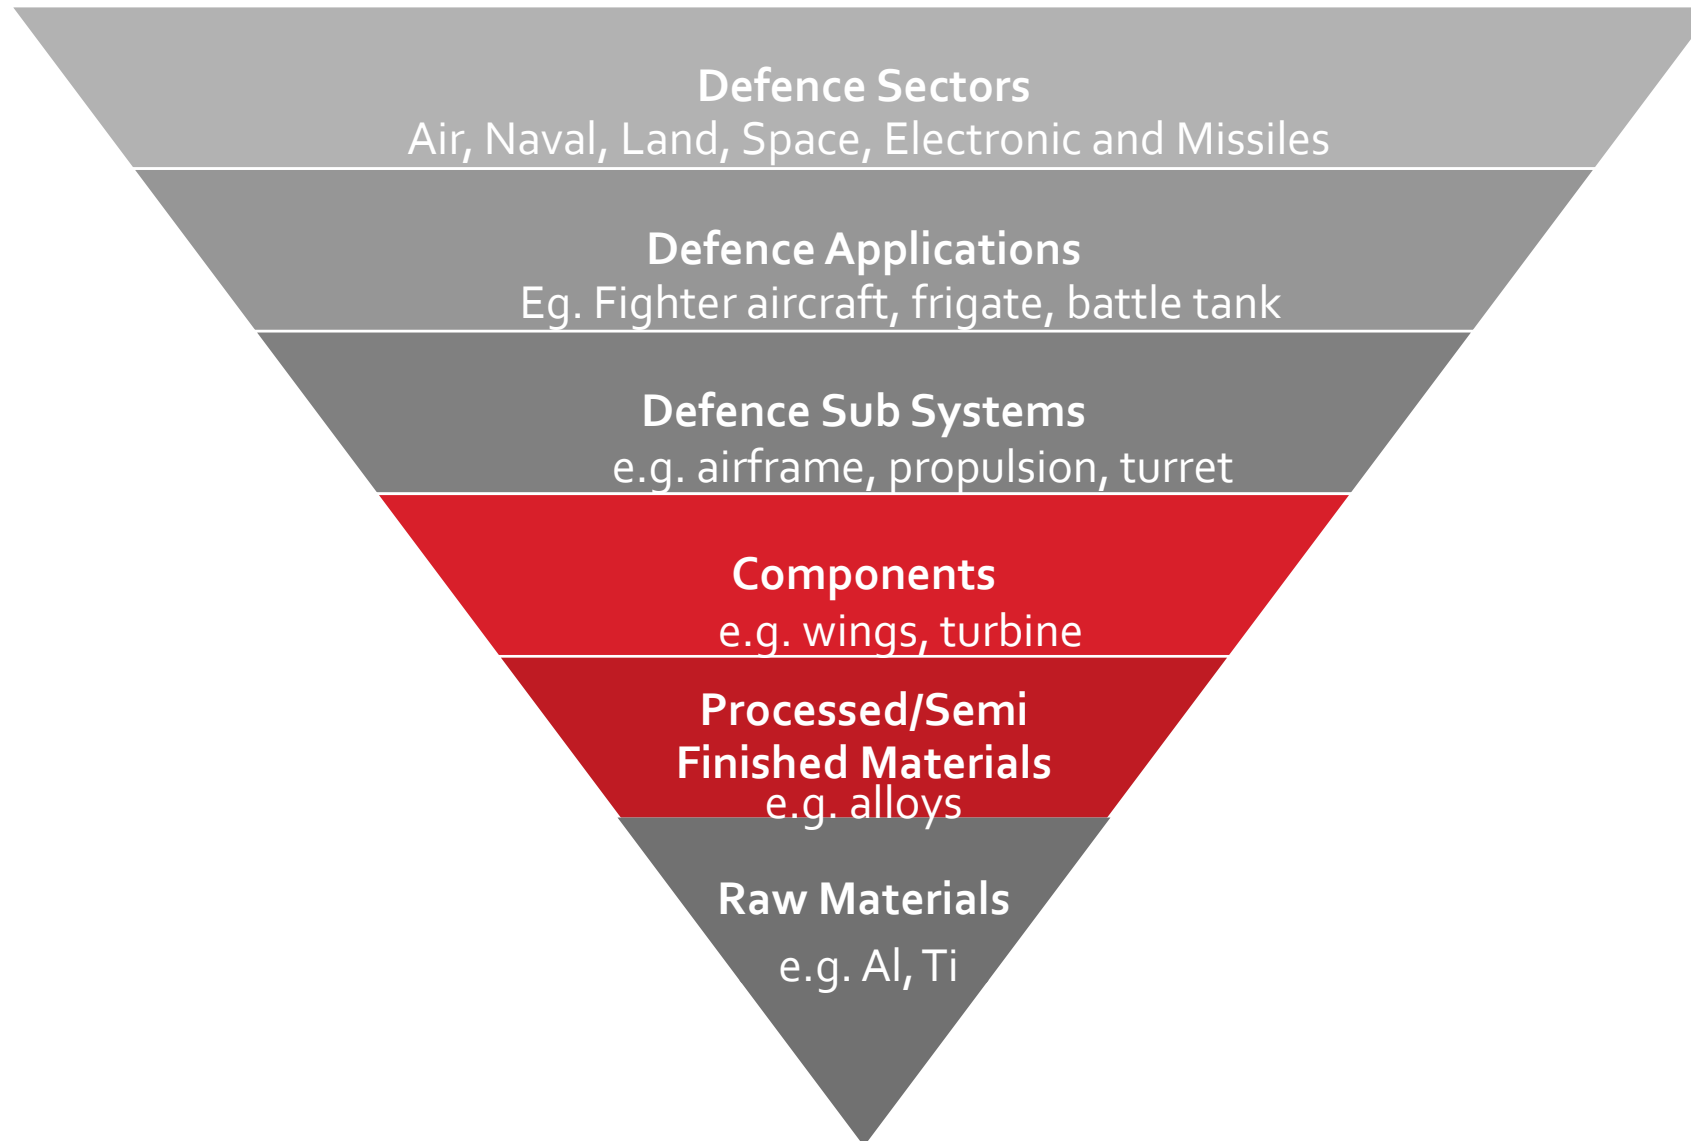 Defence Sectors
Air, Naval, Land, Space, Electronic and Missiles
Defence Applications
Eg. Fighter aircraft, frigate, battle tank
Defence Sub Systems
e.g. airframe, propulsion, turret
Components
e.g. wings, turbine
Processed/Semi
Finished Materials
e.g. alloys
Raw Materials
e.g. Al, Ti